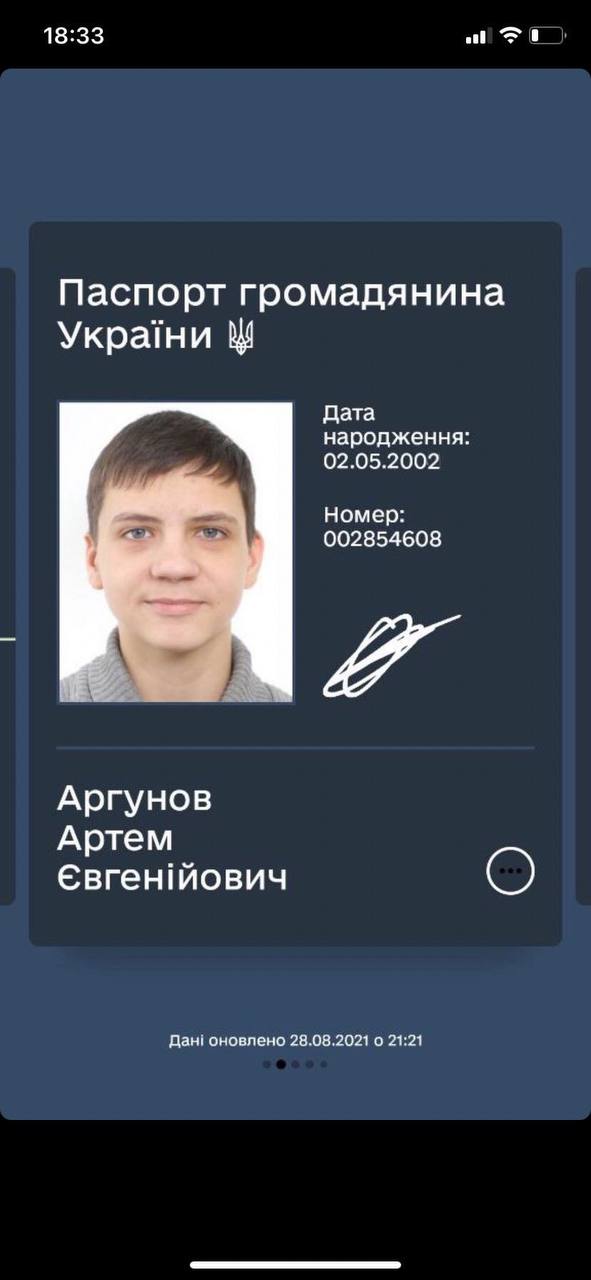 18:33
Паспорт громадянина
України
Дата
народження:
02.05.2002
Номер:
002854608
Аргунов
Артем
Євгенійович
Дані оновлено 28.08.2021 о 21:21